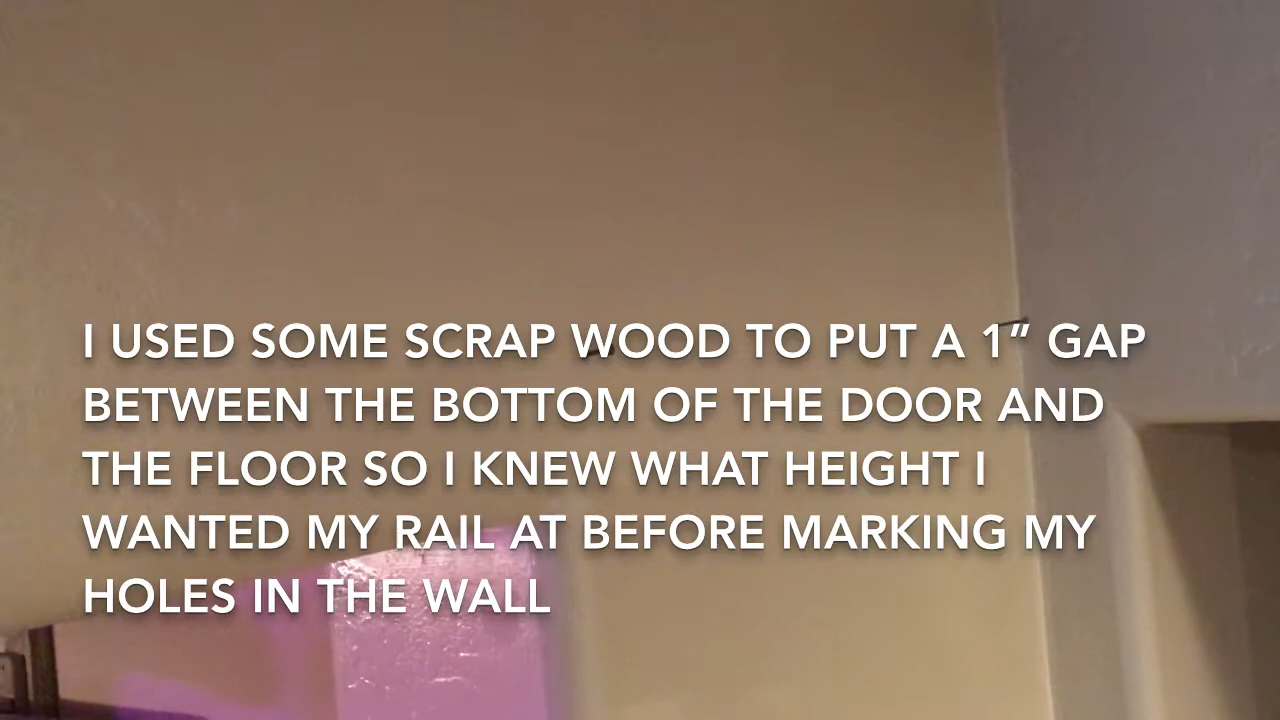 I USED SOME SCRAP WOOD TO PUT A 1” GAP
BETWEEN THE BOTTOM OF THE DOOR AND
THE FLOOR SO I KNEW WHAT HEIGHT I
WANTED MY RAIL AT BEFORE MARKING MY
HOLES IN THE WALL